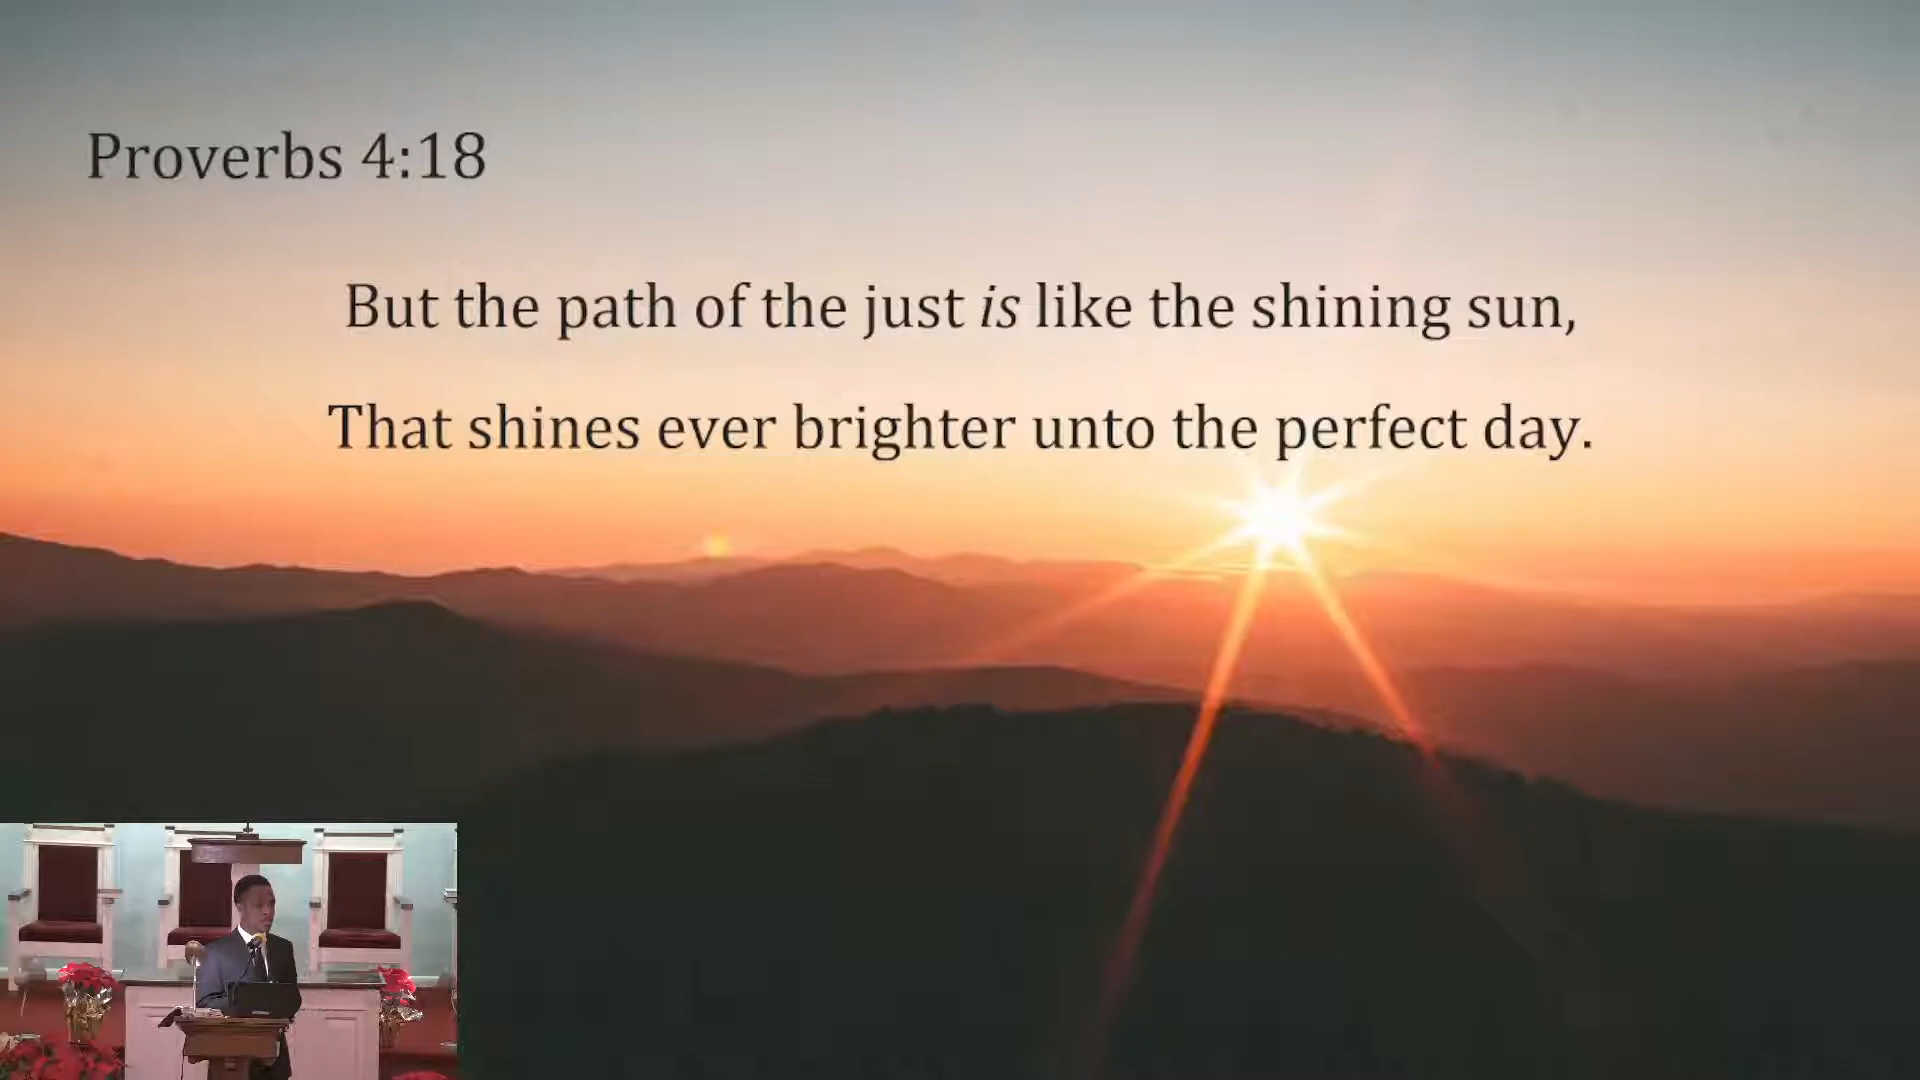 Proverbs 4:18
But the path of the just is like the shining sun,
That shines ever brighter unto the perfect day.